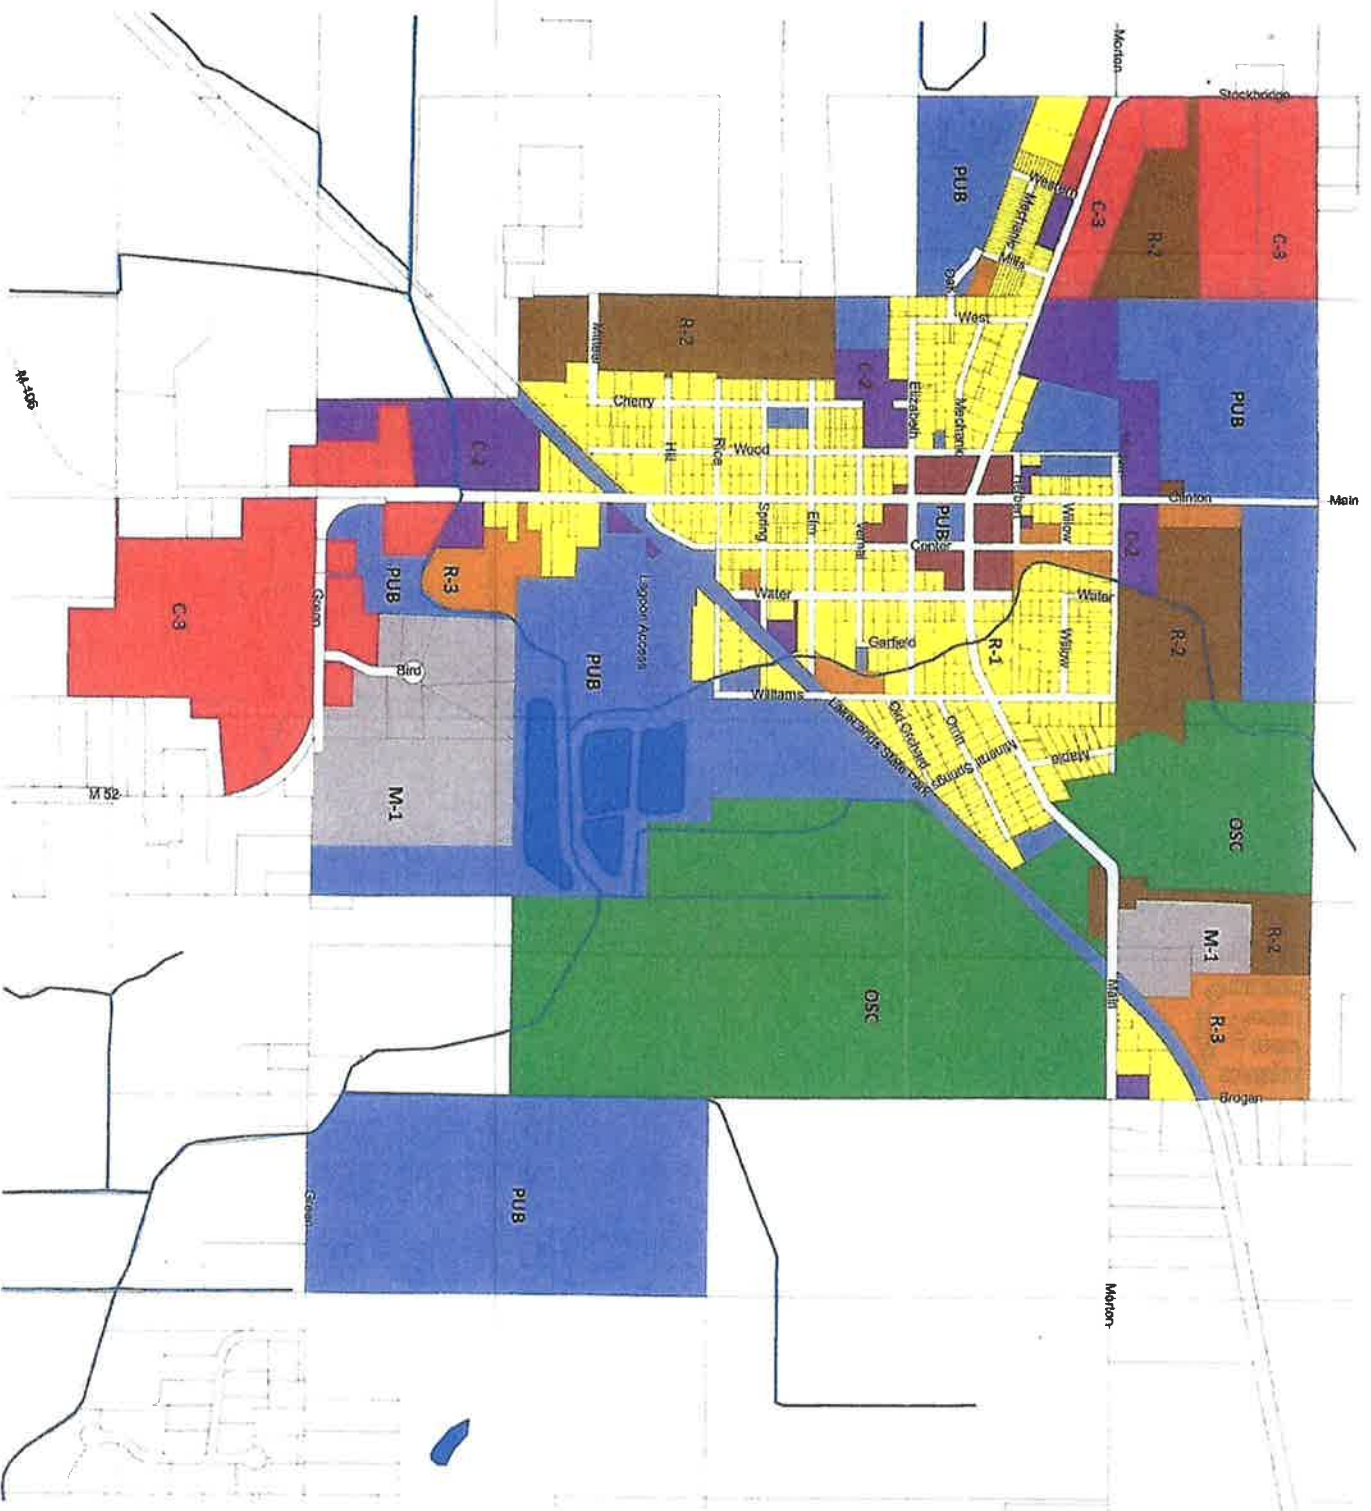 Morton
Stockbridge
PUB
Western
C-3
Mechanic
R-2
C-3
Mills
Oak
West
R-2
C-2
Elizabeth
Mechanic
PUB
Cherry
M-106
Hill
Rice
Wood
C-2
Herbert
Clinton
Main
Spring
Elm
Vernal
PUB
Willow
C-2
Center
PUB
R-3
Lagoon Access
Water
Water
Green
C-3
Bird
PUB
Garfield
R-1
Willow
R-2
Williams
Lakelands State Park
Old Orchard
Orms
Mineral Springs
Maple
M 52
M-1
OSC
R-2
M-1
OSC
Main
R-3
Brogan
Green
PUB
Morton